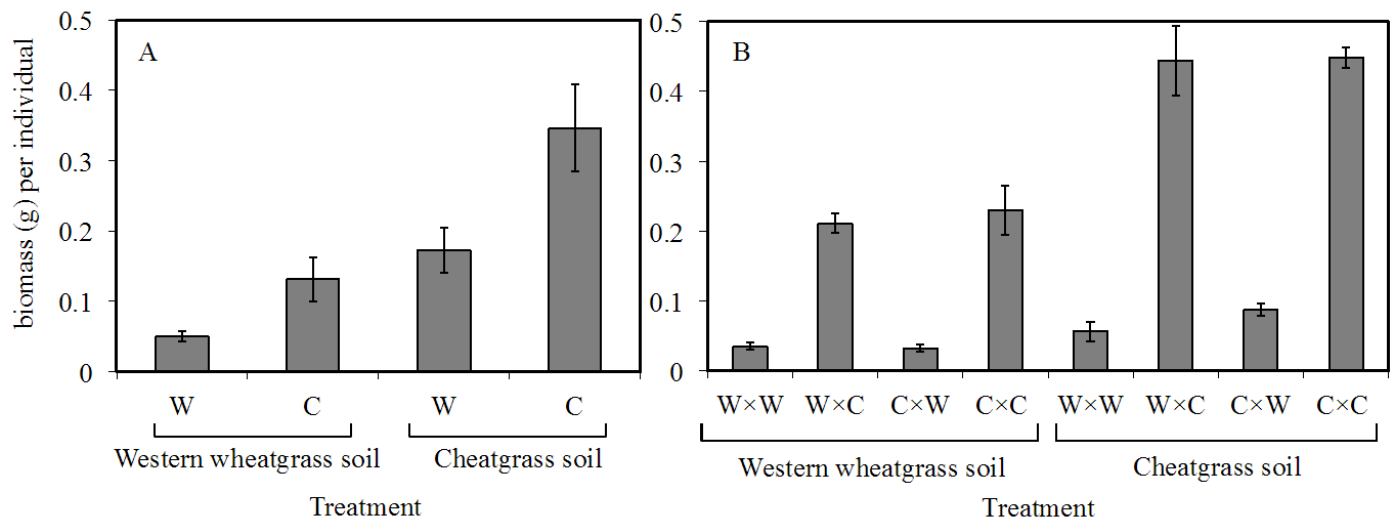 0.5
0.4
0.3
0.2
0.1
0
biomass (g) per individual
A
W C W C
Western wheatgrass soil Cheatgrass soil
Treatment
0.5
0.4
0.3
0.2
0.1
0
B
W×W W×C C×W C×C W×W W×C C×W C×C
Western wheatgrass soil Cheatgrass soil
Treatment